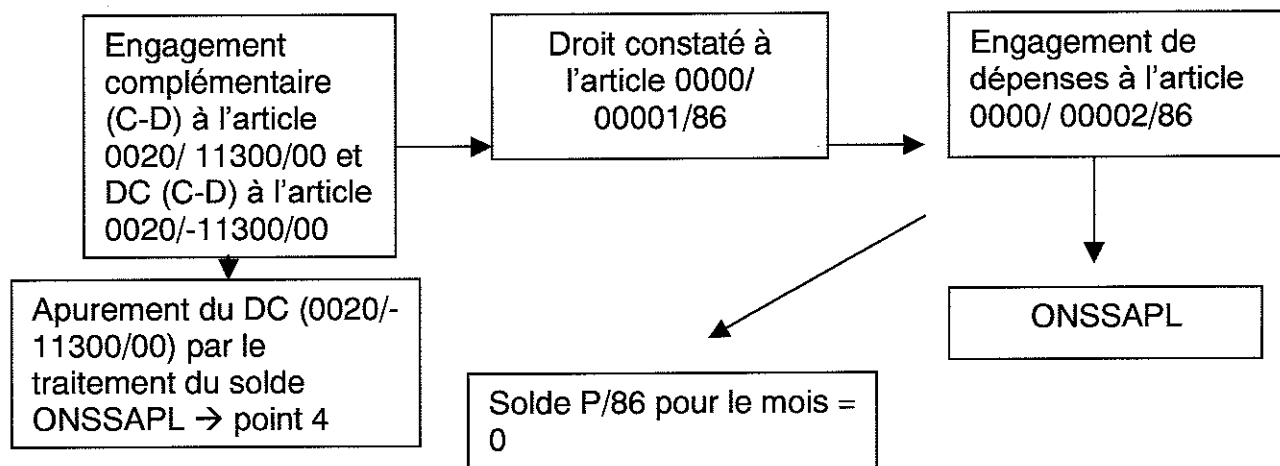 Engagement
complémentaire
(C-D) à l'article
0020/ 11300/00 et
DC (C-D) à l'article
0020/-11300/00
Droit constaté à
l'article 0000/
00001/86
Engagement de
dépenses à l'article
0000/ 00002/86
Apurement du DC (0020/-
11300/00) par le
traitement du solde
ONSSAPL → point 4
Solde P/86 pour le mois =
0
ONSSAPL